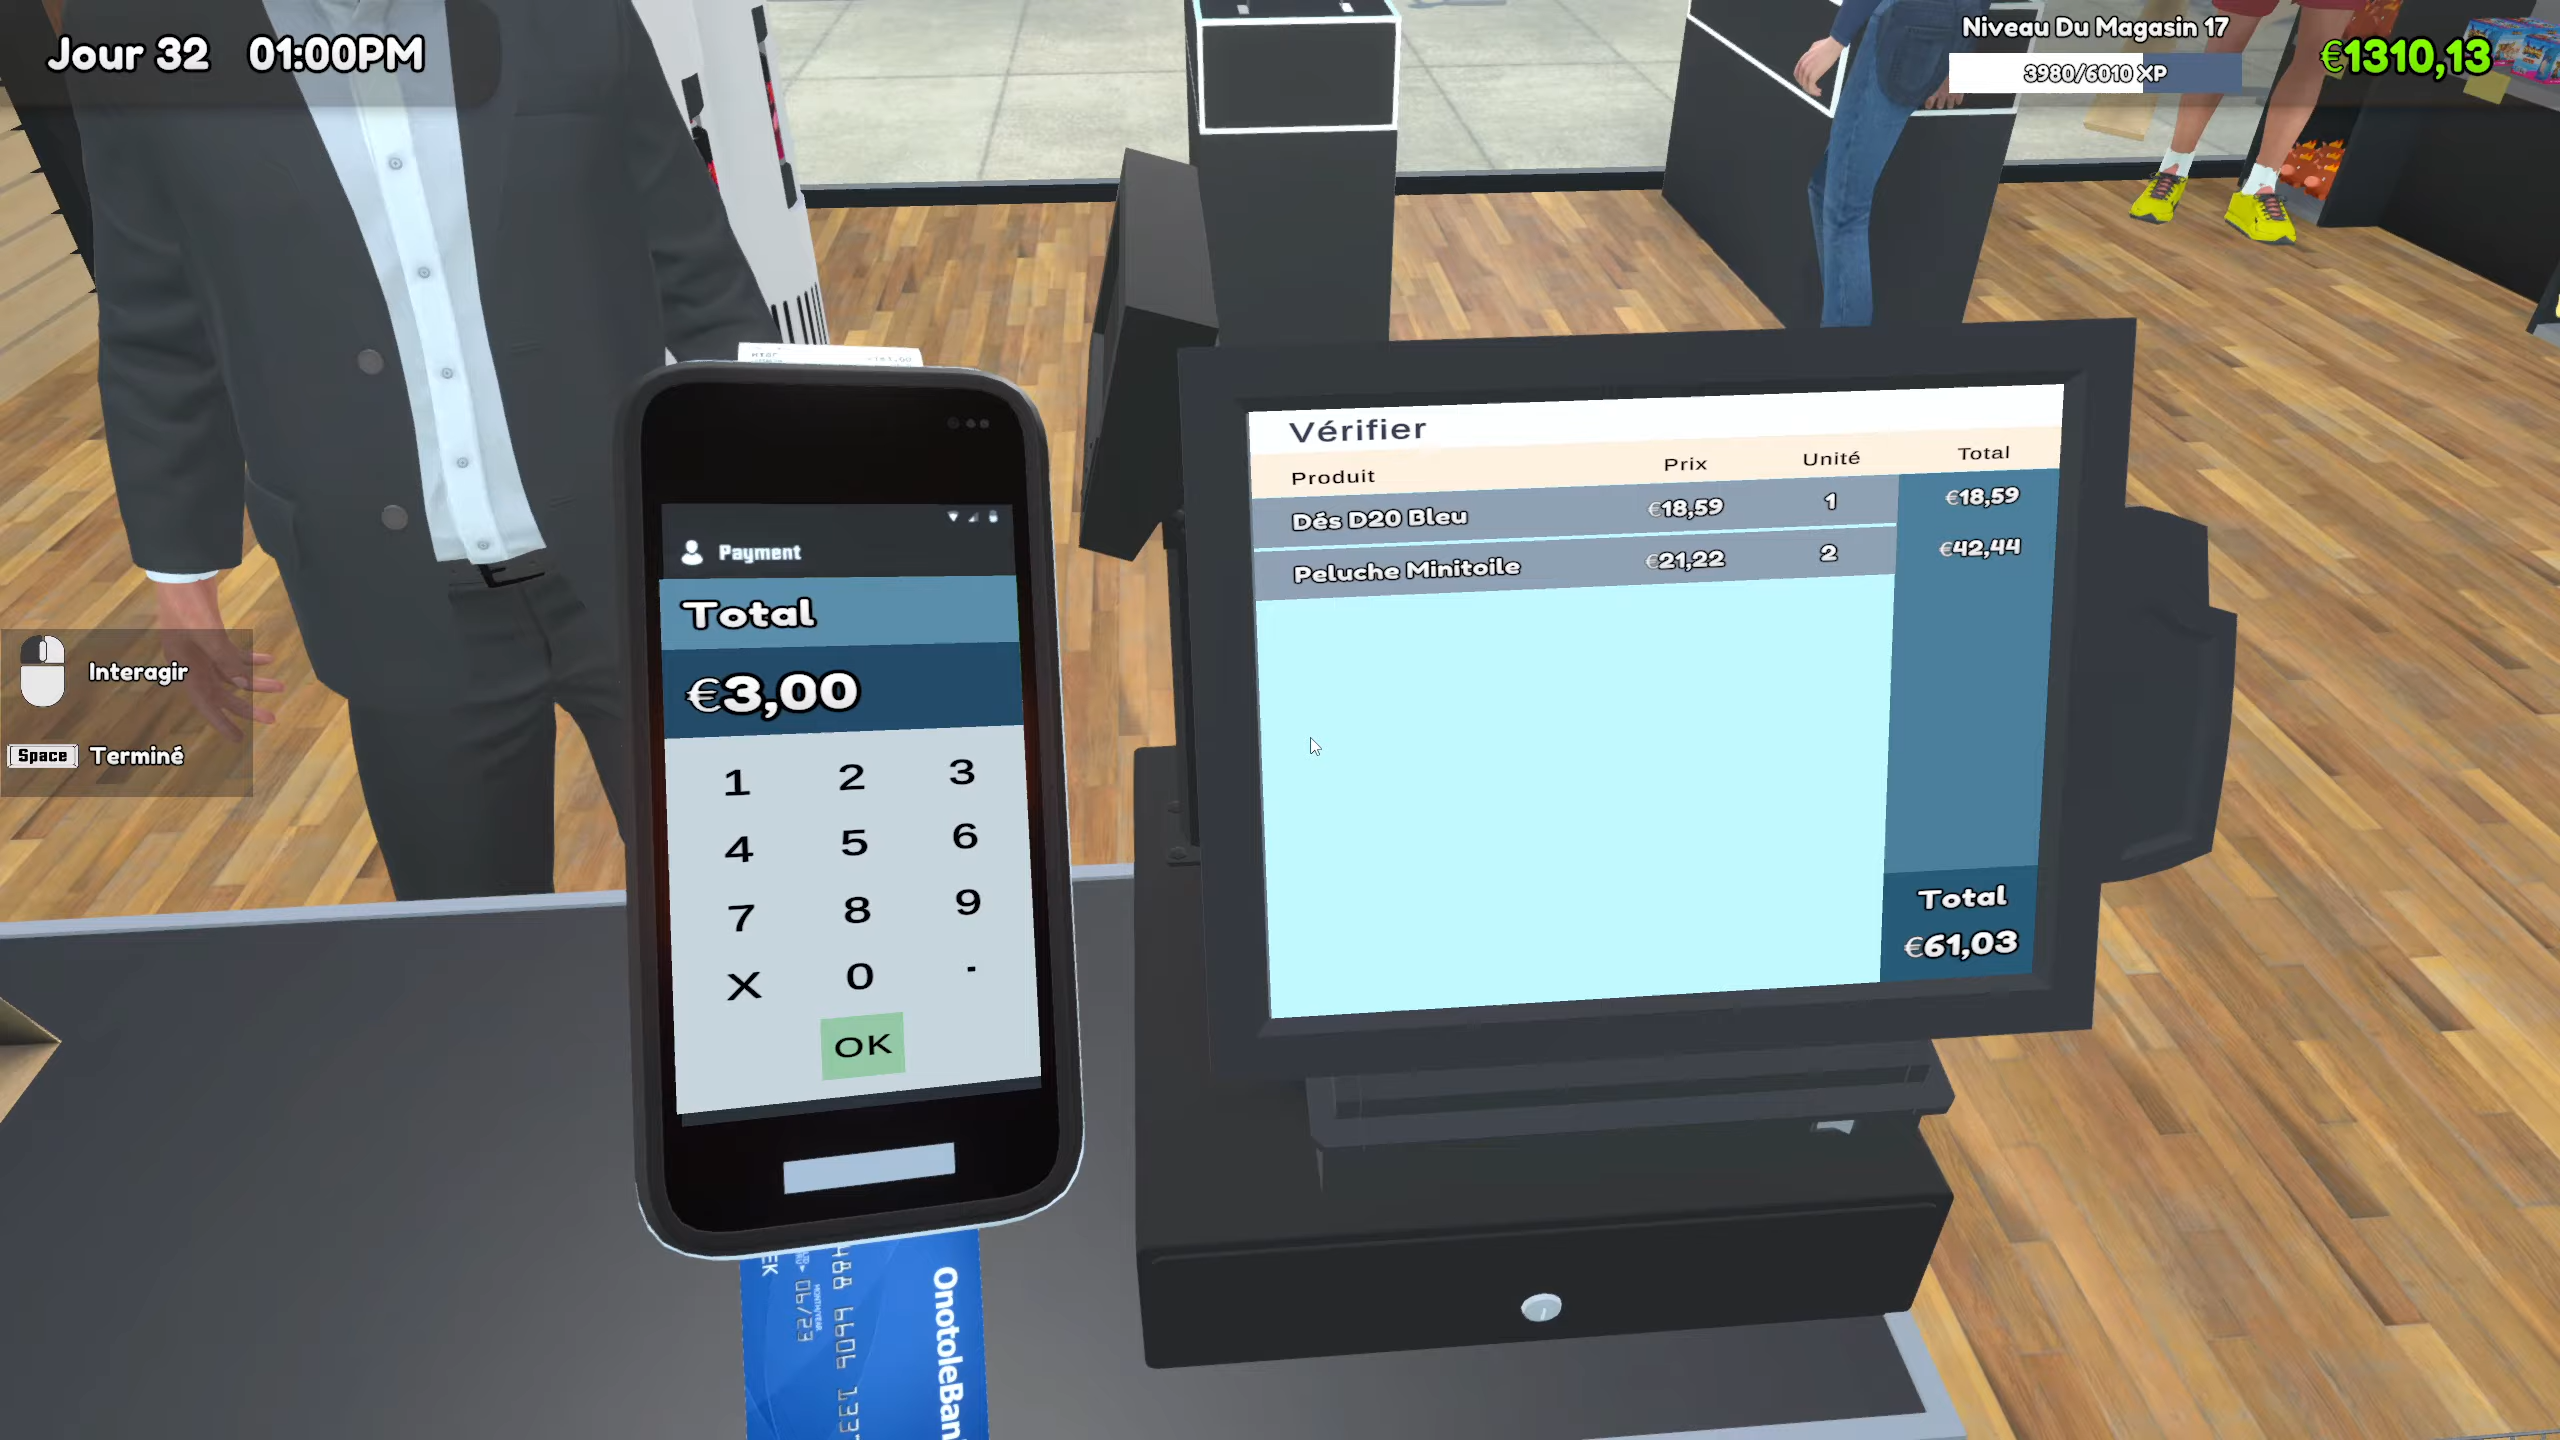 Jour 32 01:00PM
Niveau Du Magasin 17
3980/6010 XP
€1310,13
Interagir
Space Terminé
Payment
Total
€3,00
1 2 3
4 5 6
7 8 9
X 0 .
OK
Vérifier
Produit Prix Unité Total
Dés D20 Bleu €18,59 1 €18,59
Peluche Minitoile €21,22 2 €42,44
Total
€61,03
OnotoleBan
06/23